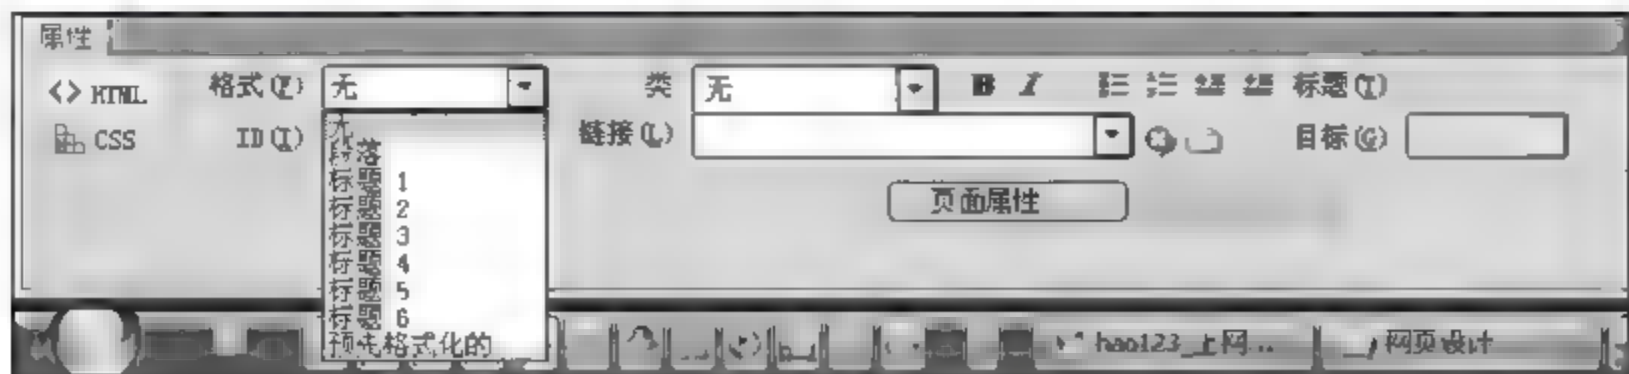 属性
<> HTML 格式(F) 无 类 无 B I 标题(T)
CSS ID(I) 链接(L) 目标(G)
无
段落
标题 1
标题 2
标题 3
标题 4
标题 5
标题 6
预先格式化的
页面属性
hao123_上网... 网页设计